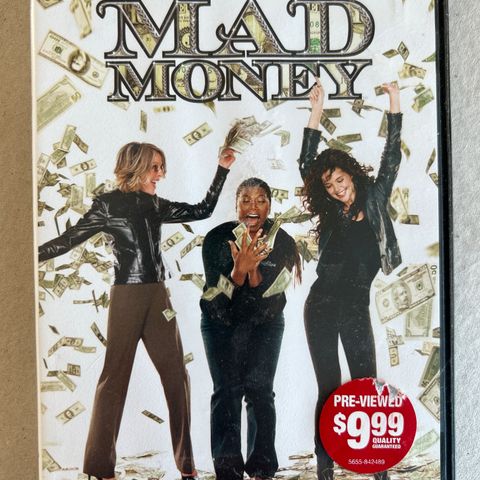 MAD
MONEY
PRE-VIEWED
$9.99
QUALITY
GUARANTEED
5655-842489